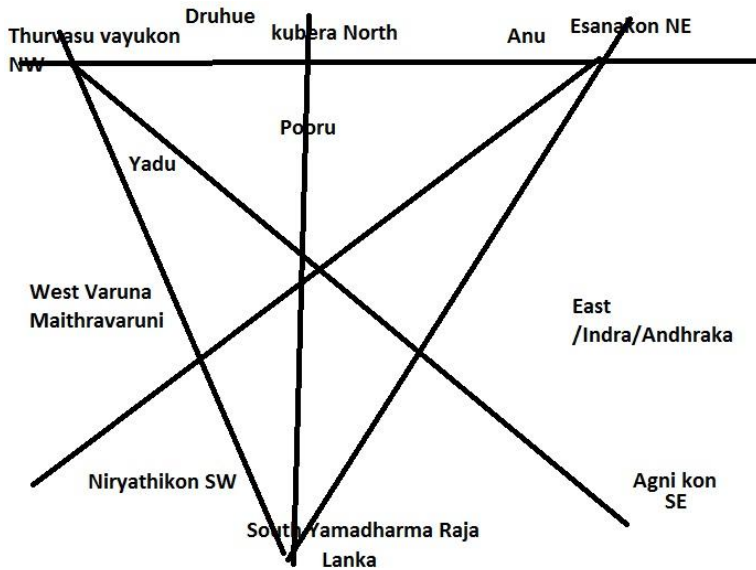 Druhue
Thurvasu vayukon
NW
kubera North
Anu
Esanakon NE
Pooru
Yadu
West Varuna
Maithravaruni
East
/Indra/Andhraka
Niryathikon SW
Agni kon
SE
South Yamadharma Raja
Lanka